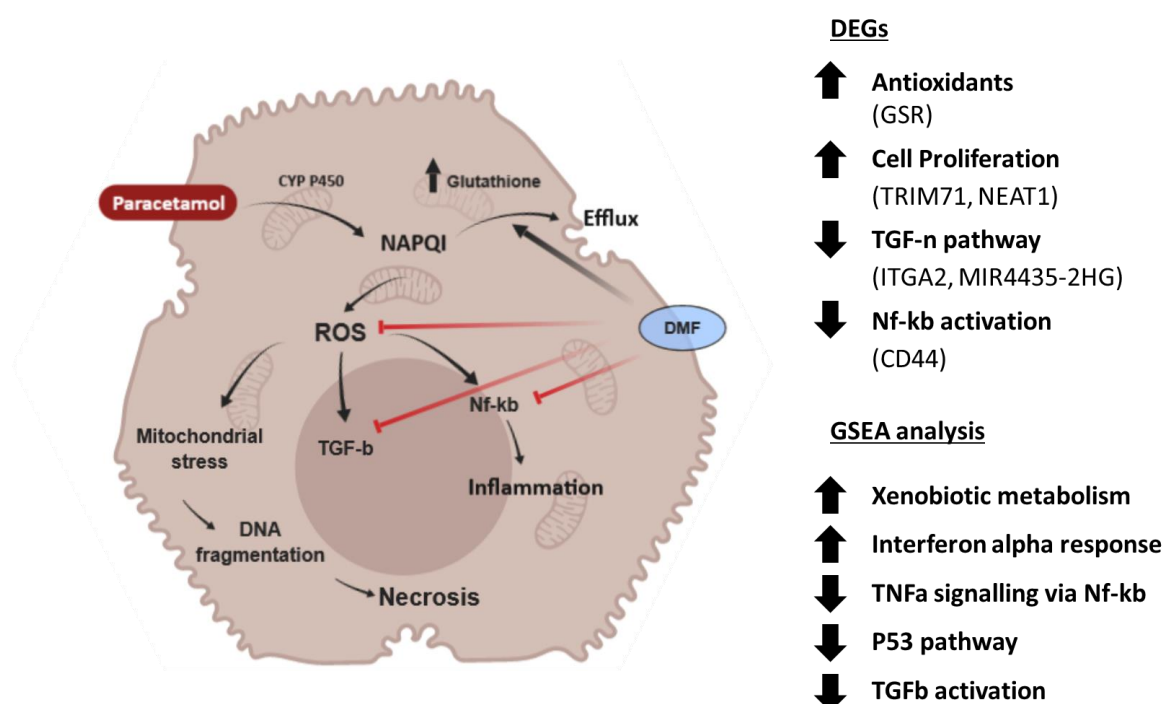 Paracetamol
CYP P450
Glutathione
Efflux
NAPQI
DMF
ROS
Nf-kb
Mitochondrial
stress
TGF-b
Inflammation
DNA
fragmentation
Necrosis
DEGs
Antioxidants
(GSR)
Cell Proliferation
(TRIM71, NEAT1)
TGF-n pathway
(ITGA2, MIR4435-2HG)
Nf-kb activation
(CD44)
GSEA analysis
Xenobiotic metabolism
Interferon alpha response
TNFa signalling via Nf-kb
P53 pathway
TGFb activation